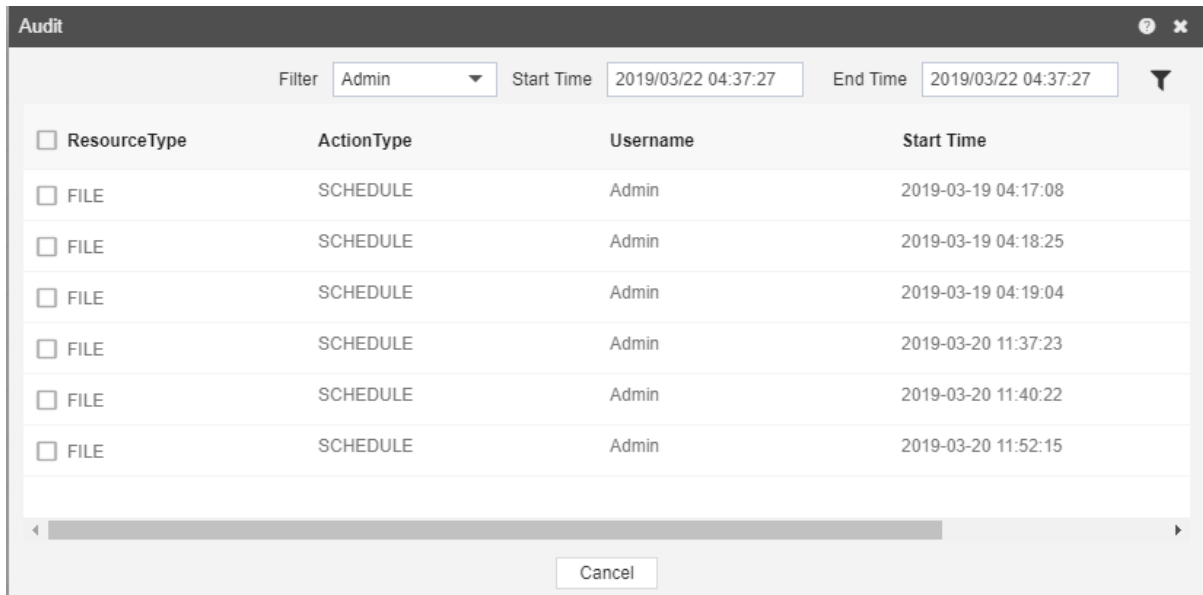 Audit
Filter Admin Start Time 2019/03/22 04:37:27 End Time 2019/03/22 04:37:27
ResourceType ActionType Username Start Time
FILE SCHEDULE Admin 2019-03-19 04:17:08
FILE SCHEDULE Admin 2019-03-19 04:18:25
FILE SCHEDULE Admin 2019-03-19 04:19:04
FILE SCHEDULE Admin 2019-03-20 11:37:23
FILE SCHEDULE Admin 2019-03-20 11:40:22
FILE SCHEDULE Admin 2019-03-20 11:52:15
Cancel